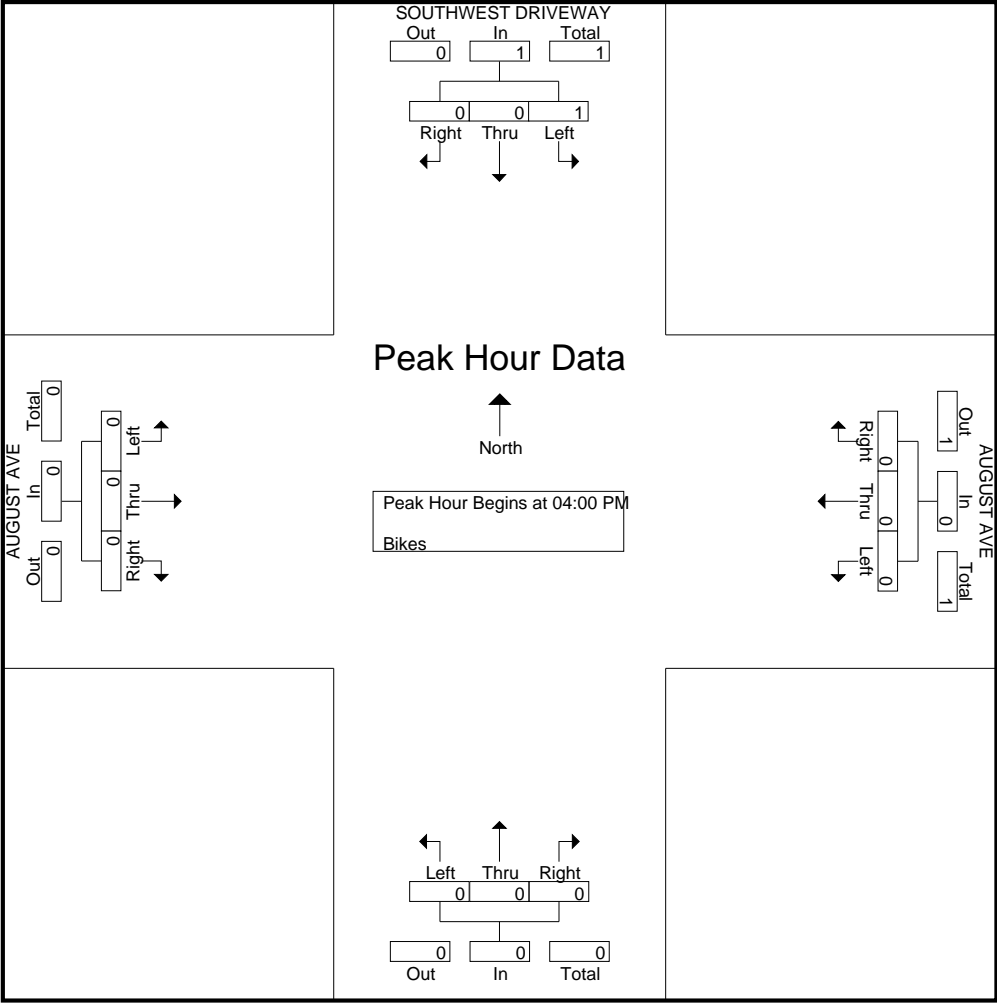 SOUTHWEST DRIVEWAY
Out In Total
0 1 1
0 0 1
Right Thru Left
Peak Hour Data
North
Peak Hour Begins at 04:00 PM
Bikes
AUGUST AVE
Total In Out
0 0 0
0 0 0
Left Thru Right
AUGUST AVE
Out In Total
1 0 1
0 0 0
Right Thru Left
Left Thru Right
0 0 0
0 0 0
Out In Total